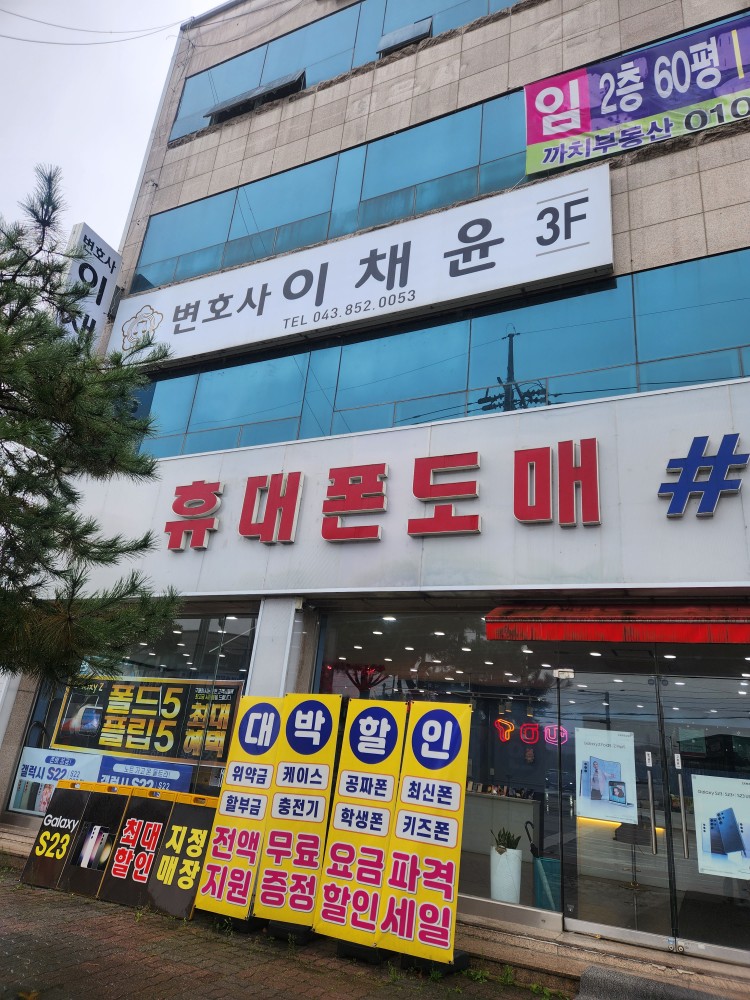 임 2층 60평
까치부동산 010
변호사 이채윤 3F
TEL 043.852.0053
변호사
이채
휴대폰도매 #
Galaxy Z
폴드5
플립5
최대
혜택
갤럭시 S22
대박할인
위약금
할부금
전액
지원
케이스
충전기
무료
증정
공짜폰
학생폰
요금
할인
최신폰
키즈폰
파격
세일
Galaxy
S23
최대
할인
지정
매장